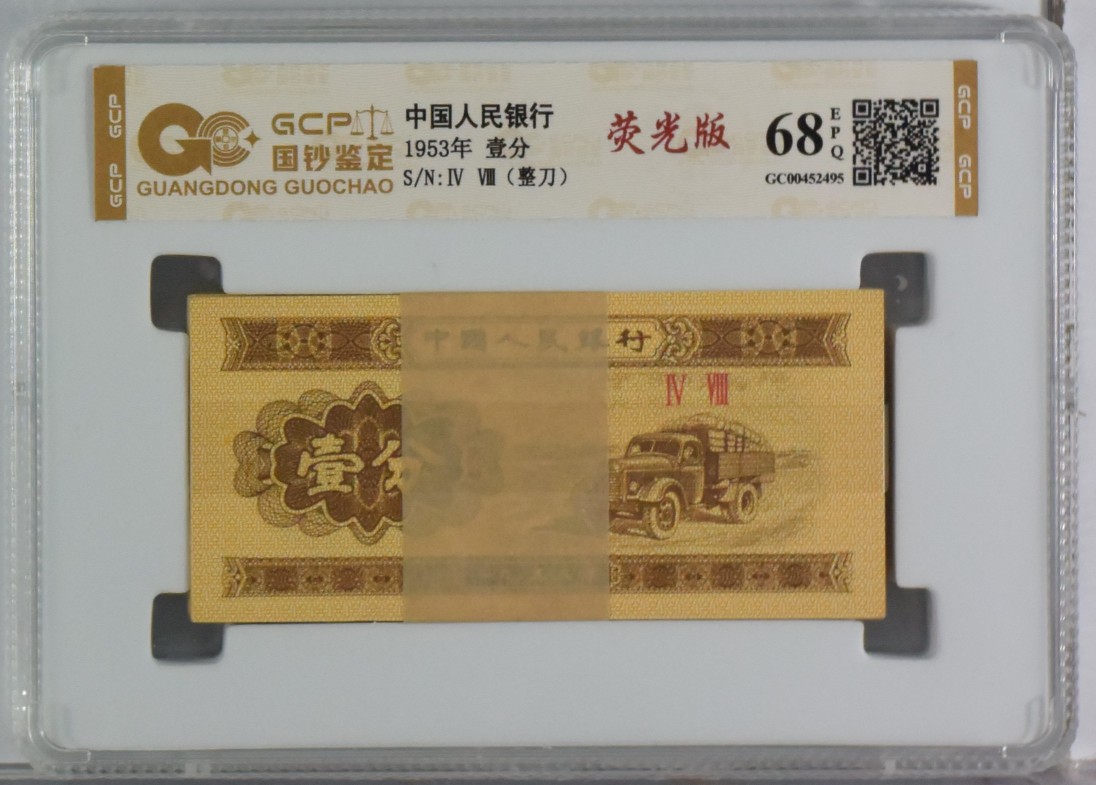 GCP
GCP
GCP
国钞鉴定
GUANGDONG GUOCHAO
中国人民银行
1953年 壹分
S/N:Ⅳ Ⅷ（整刀）
荧光版
68
EPQ
GC00452495
GCP
GCP
中國人民銀行
Ⅳ Ⅷ
壹分